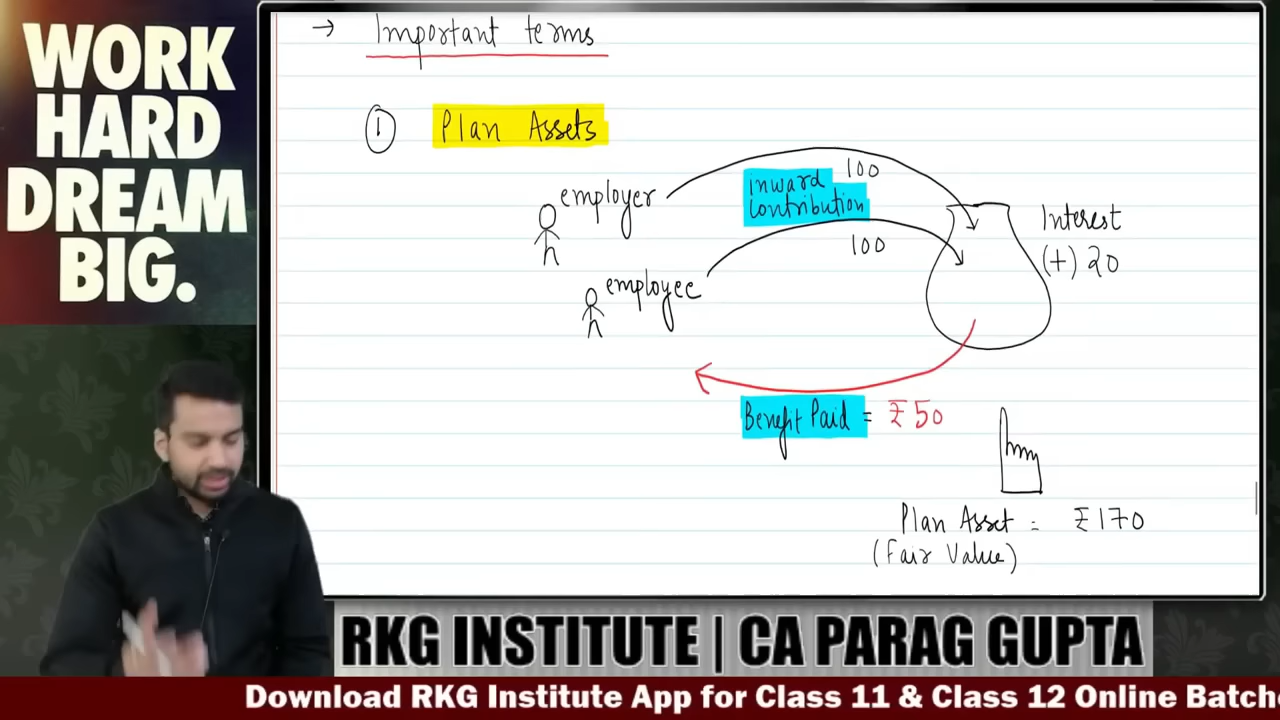 WORK
HARD
DREAM
BIG.
→ Important terms
① Plan Assets
employer
inward
contribution
100
100
employee
Interest
(+) 20
Benefit Paid = ₹50
Plan Asset = ₹170
(Fair Value)
RKG INSTITUTE | CA PARAG GUPTA
Download RKG Institute App for Class 11 & Class 12 Online Batche